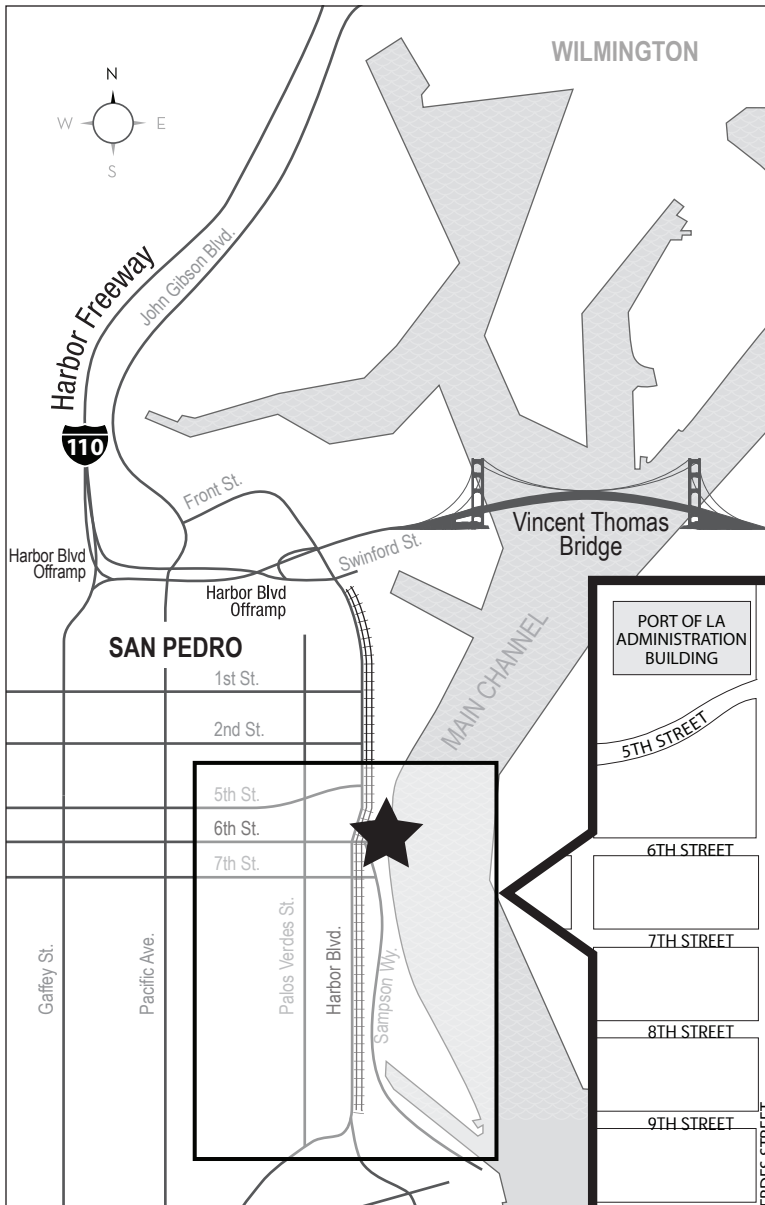 WILMINGTON
N
W
E
S
Harbor Freeway
John Gibson Blvd.
110
Front St.
Swinford St.
Vincent Thomas
Bridge
Harbor Blvd
Offramp
Harbor Blvd
Offramp
SAN PEDRO
1st St.
2nd St.
5th St.
6th St.
7th St.
MAIN CHANNEL
Gaffey St.
Pacific Ave.
Palos Verdes St.
Harbor Blvd.
Sampson Wy.
PORT OF LA
ADMINISTRATION
BUILDING
5TH STREET
6TH STREET
7TH STREET
8TH STREET
9TH STREET